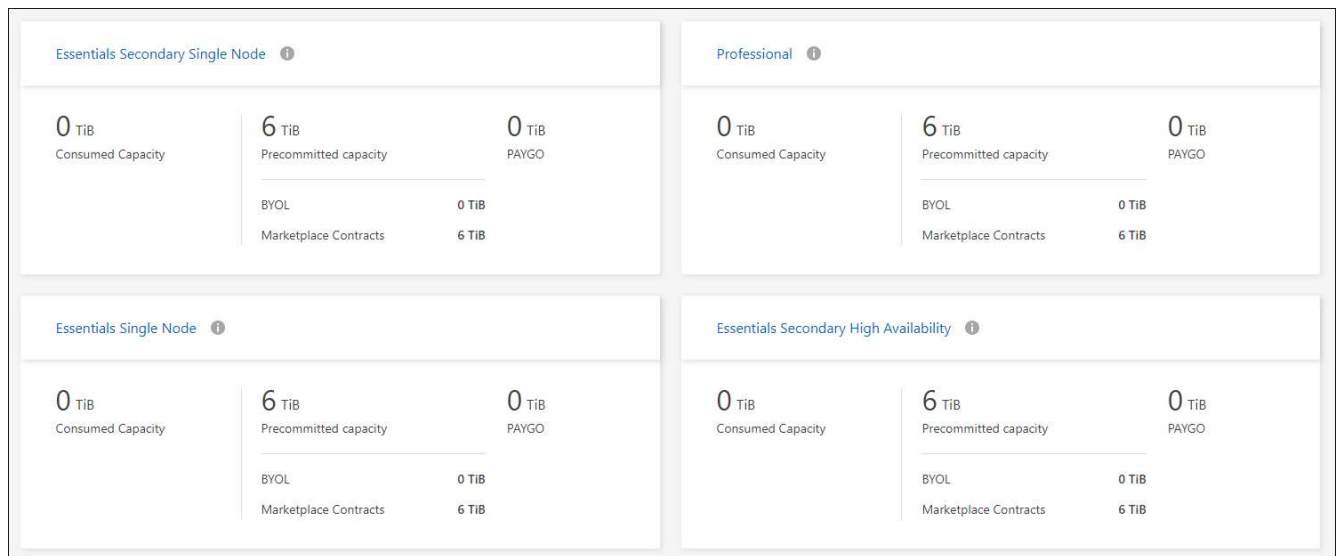 Essentials Secondary Single Node
0 TiB
Consumed Capacity
6 TiB
Precommitted capacity
0 TiB
PAYGO
BYOL 0 TiB
Marketplace Contracts 6 TiB
Professional
0 TiB
Consumed Capacity
6 TiB
Precommitted capacity
0 TiB
PAYGO
BYOL 0 TiB
Marketplace Contracts 6 TiB
Essentials Single Node
0 TiB
Consumed Capacity
6 TiB
Precommitted capacity
0 TiB
PAYGO
BYOL 0 TiB
Marketplace Contracts 6 TiB
Essentials Secondary High Availability
0 TiB
Consumed Capacity
6 TiB
Precommitted capacity
0 TiB
PAYGO
BYOL 0 TiB
Marketplace Contracts 6 TiB